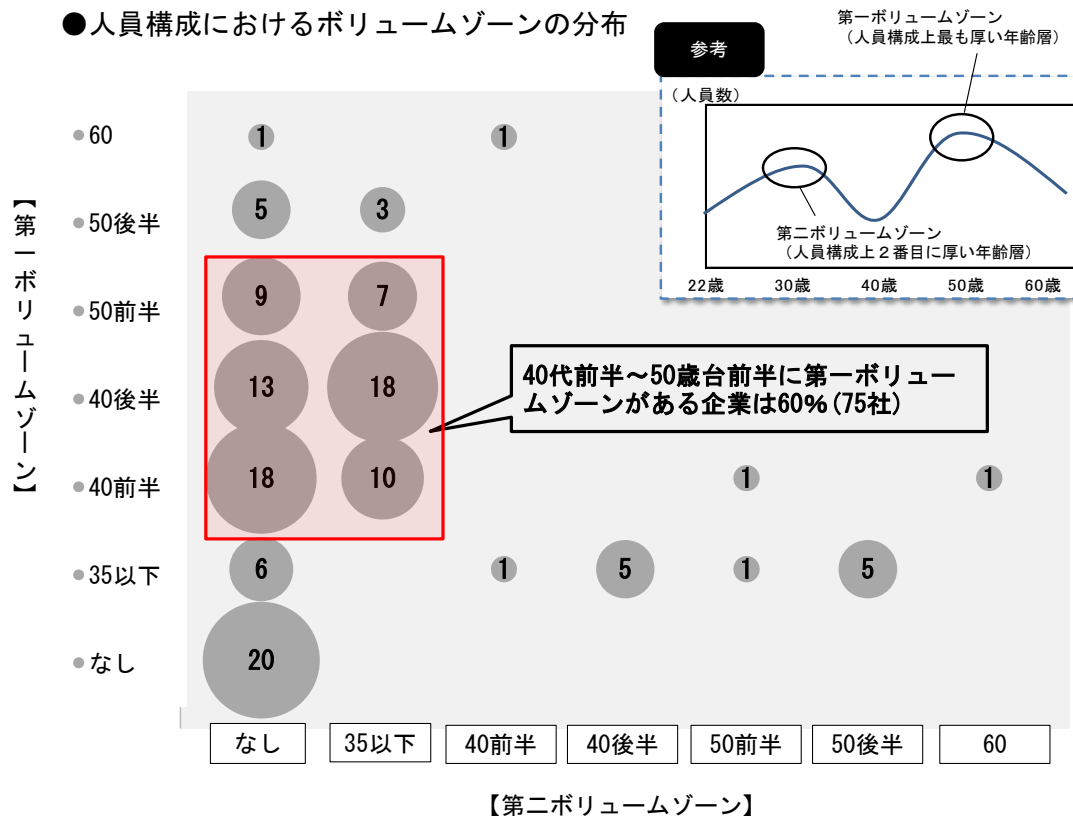 ●人員構成におけるボリュームゾーンの分布
参考
第一ボリュームゾーン
（人員構成上最も厚い年齢層）
（人員数）
第二ボリュームゾーン
（人員構成上２番目に厚い年齢層）
22歳 30歳 40歳 50歳 60歳
【第一ボリュームゾーン】
60 1 1
50後半 5 3
50前半 9 7
40後半 13 18
40代前半～50歳台前半に第一ボリュー
ムゾーンがある企業は60%(75社)
40前半 18 10 1 1
35以下 6 1 5 1 5
なし 20
なし 35以下 40前半 40後半 50前半 50後半 60
【第二ボリュームゾーン】